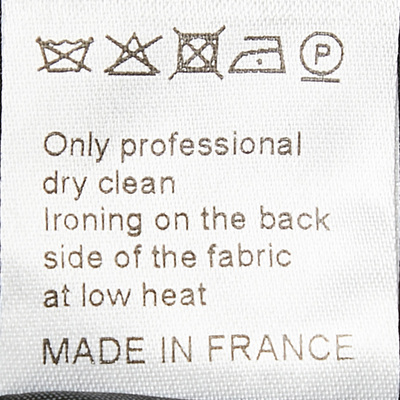 P
Only professional
dry clean
Ironing on the back
side of the fabric
at low heat
MADE IN FRANCE